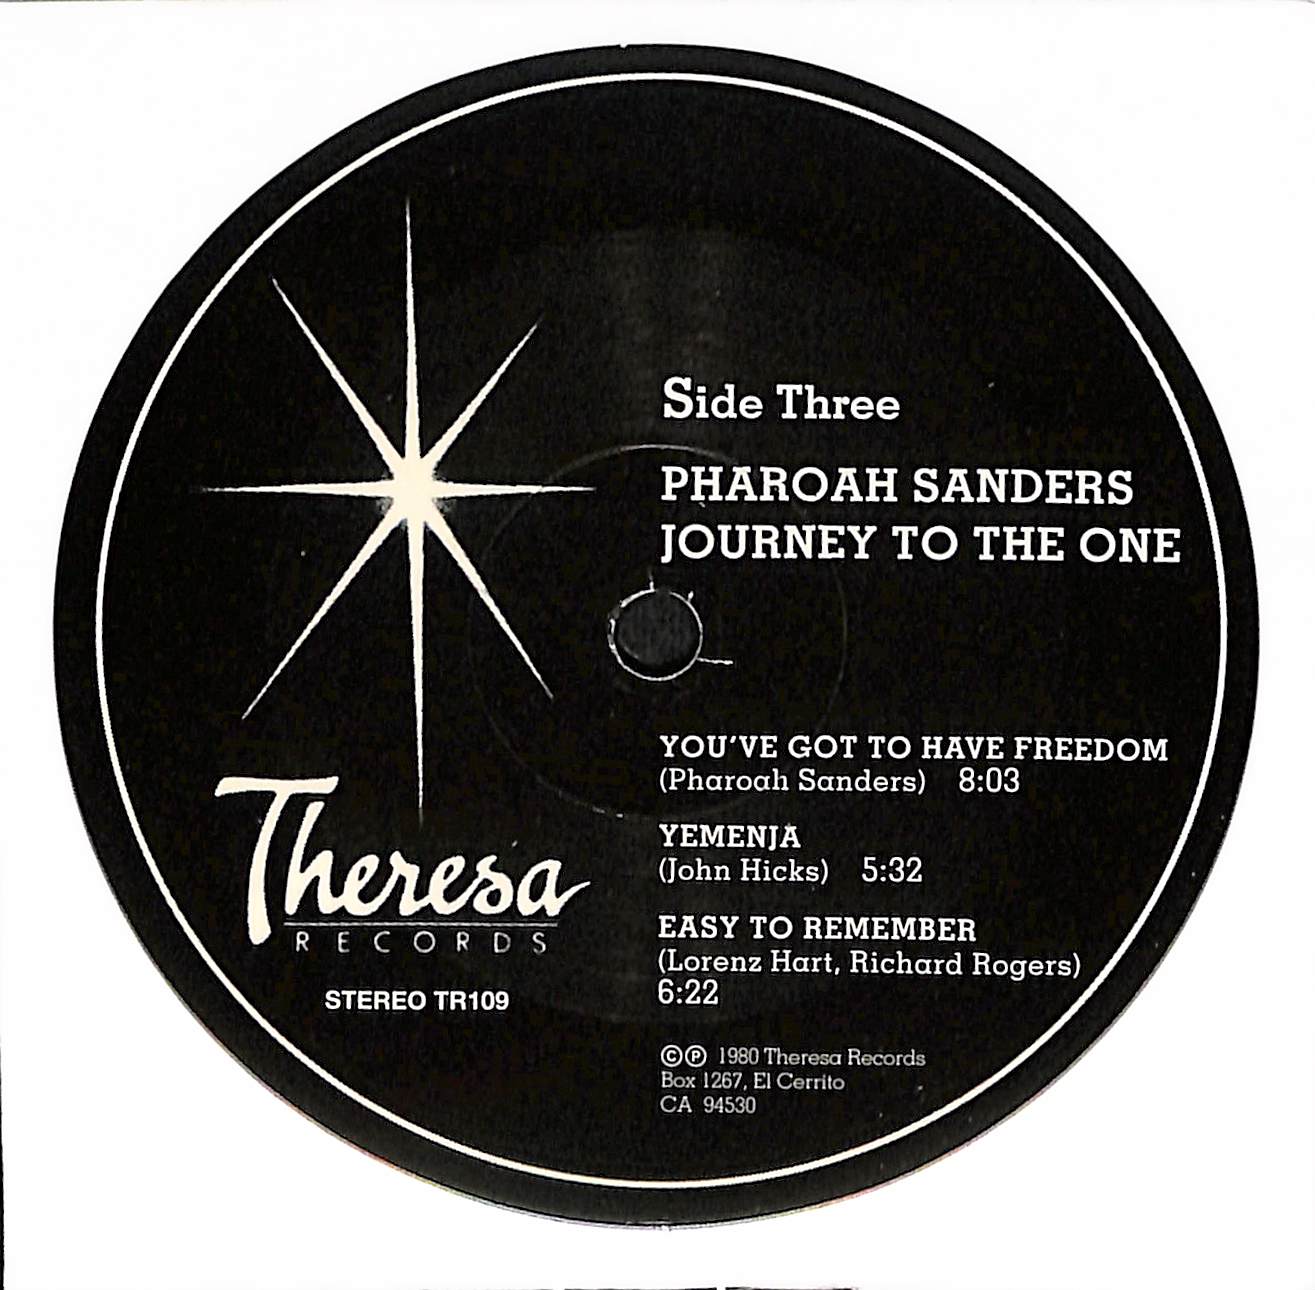 Side Three
PHAROAH SANDERS
JOURNEY TO THE ONE
YOU'VE GOT TO HAVE FREEDOM
(Pharoah Sanders) 8:03
YEMENJA
(John Hicks) 5:32
EASY TO REMEMBER
(Lorenz Hart, Richard Rogers)
6:22
©℗ 1980 Theresa Records
Box 1267, El Cerrito
CA 94530
Theresa
RECORDS
STEREO TR109